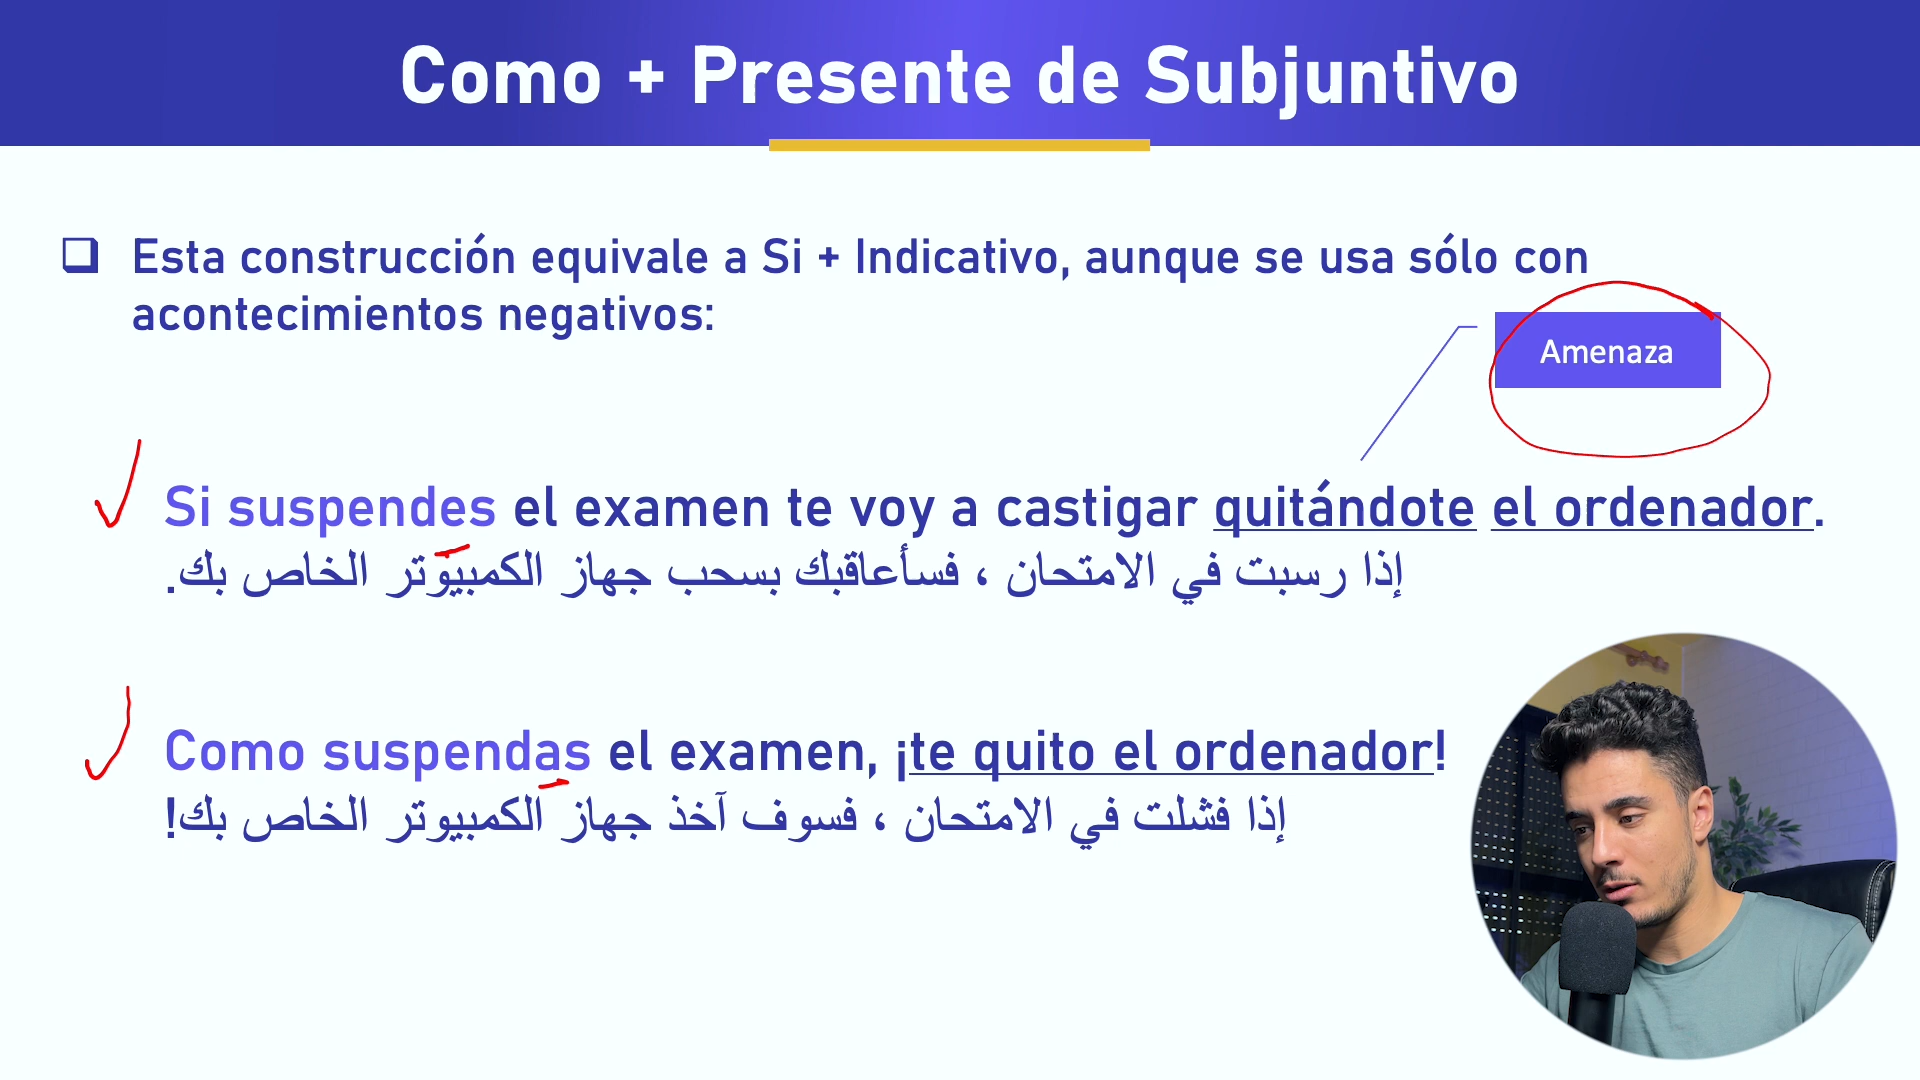 Como + Presente de Subjuntivo
Esta construcción equivale a Si + Indicativo, aunque se usa sólo con
acontecimientos negativos:
Amenaza
Si suspendes el examen te voy a castigar quitándote el ordenador.
إذا رسبت في الامتحان ، فسأعاقبك بسحب جهاز الكمبيوتر الخاص بك.
Como suspendas el examen, ¡te quito el ordenador!
إذا فشلت في الامتحان ، فسوف آخذ جهاز الكمبيوتر الخاص بك!